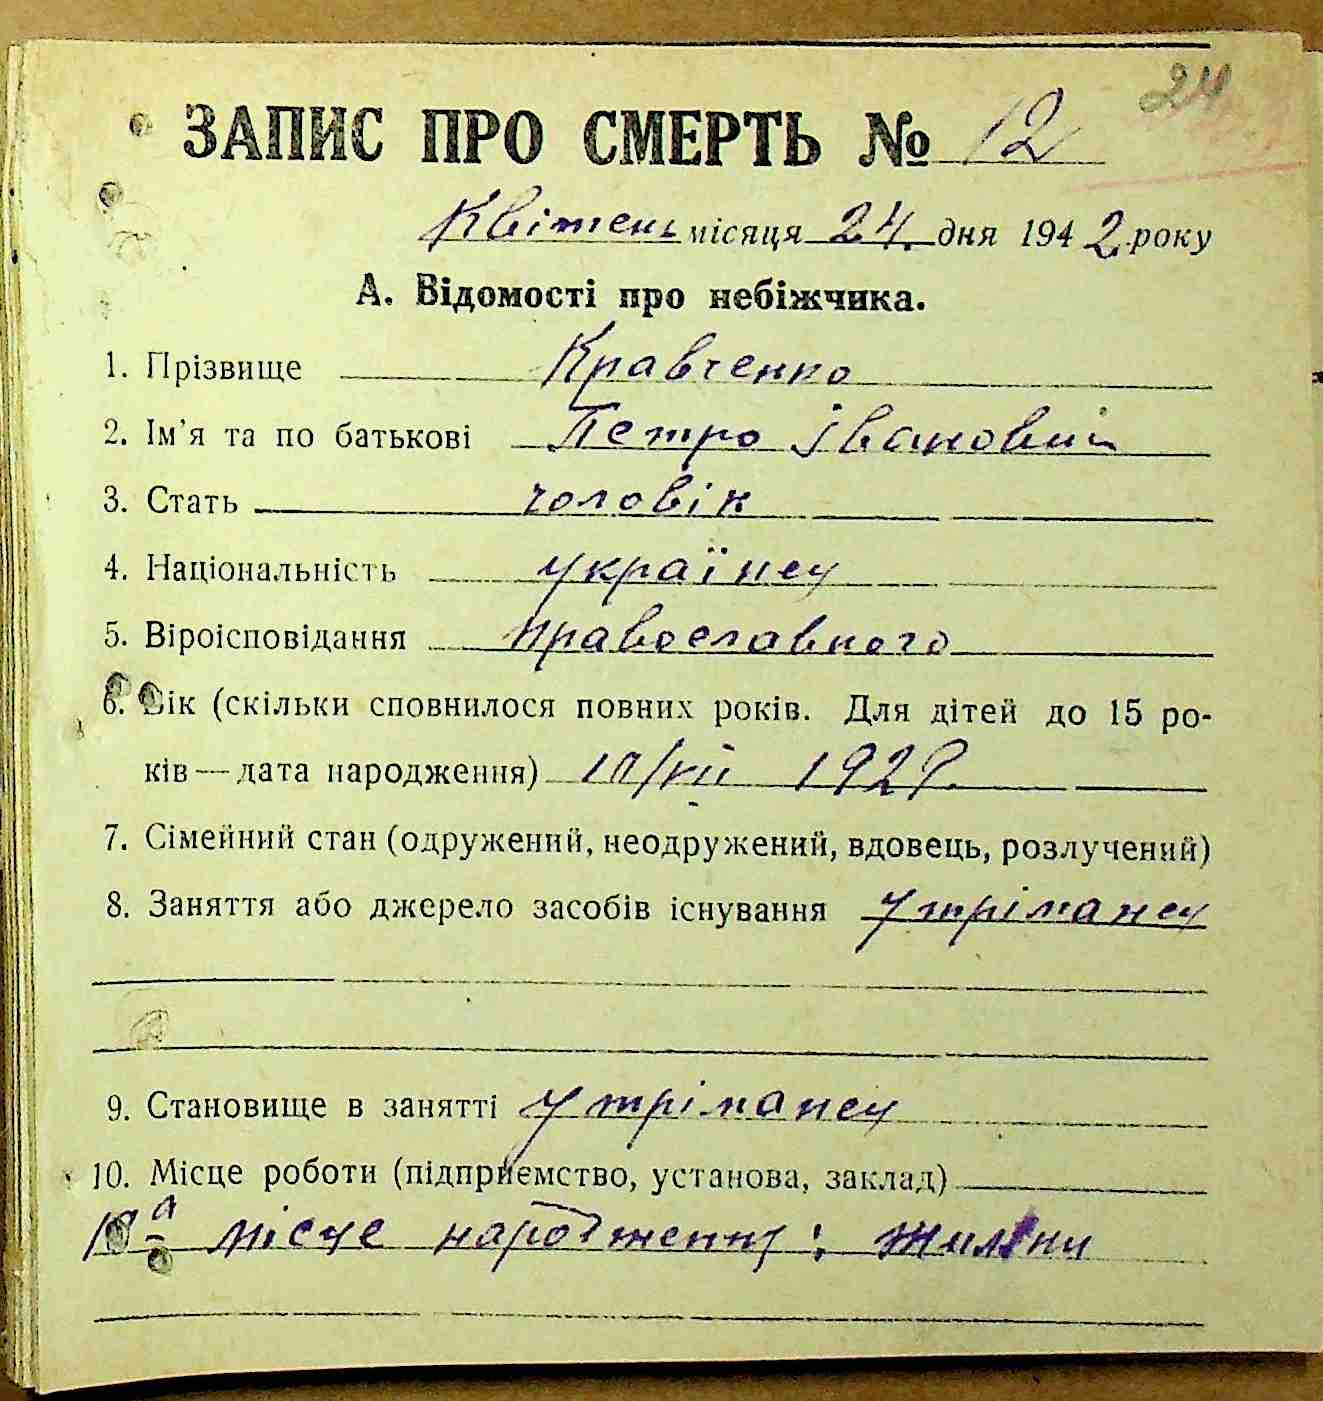 24
ЗАПИС ПРО СМЕРТЬ № 12
Квітень місяця 24. дня 1942 року
А. Відомості про небіжчика.
1. Прізвище Кравченко
2. Ім'я та по батькові Петро Івановий
3. Стать чоловік
4. Національність українец
5. Віроісповідання православного
6. Вік (скільки сповнилося повних років. Для дітей до 15 ро-
ків — дата народження) 10/VII 1929.
7. Сімейний стан (одружений, неодружений, вдовець, розлучений)
8. Заняття або джерело засобів існування утріманец
9. Становище в занятті утріманец
10. Місце роботи (підприємство, установа, заклад)
10а місце народження: Жиляни